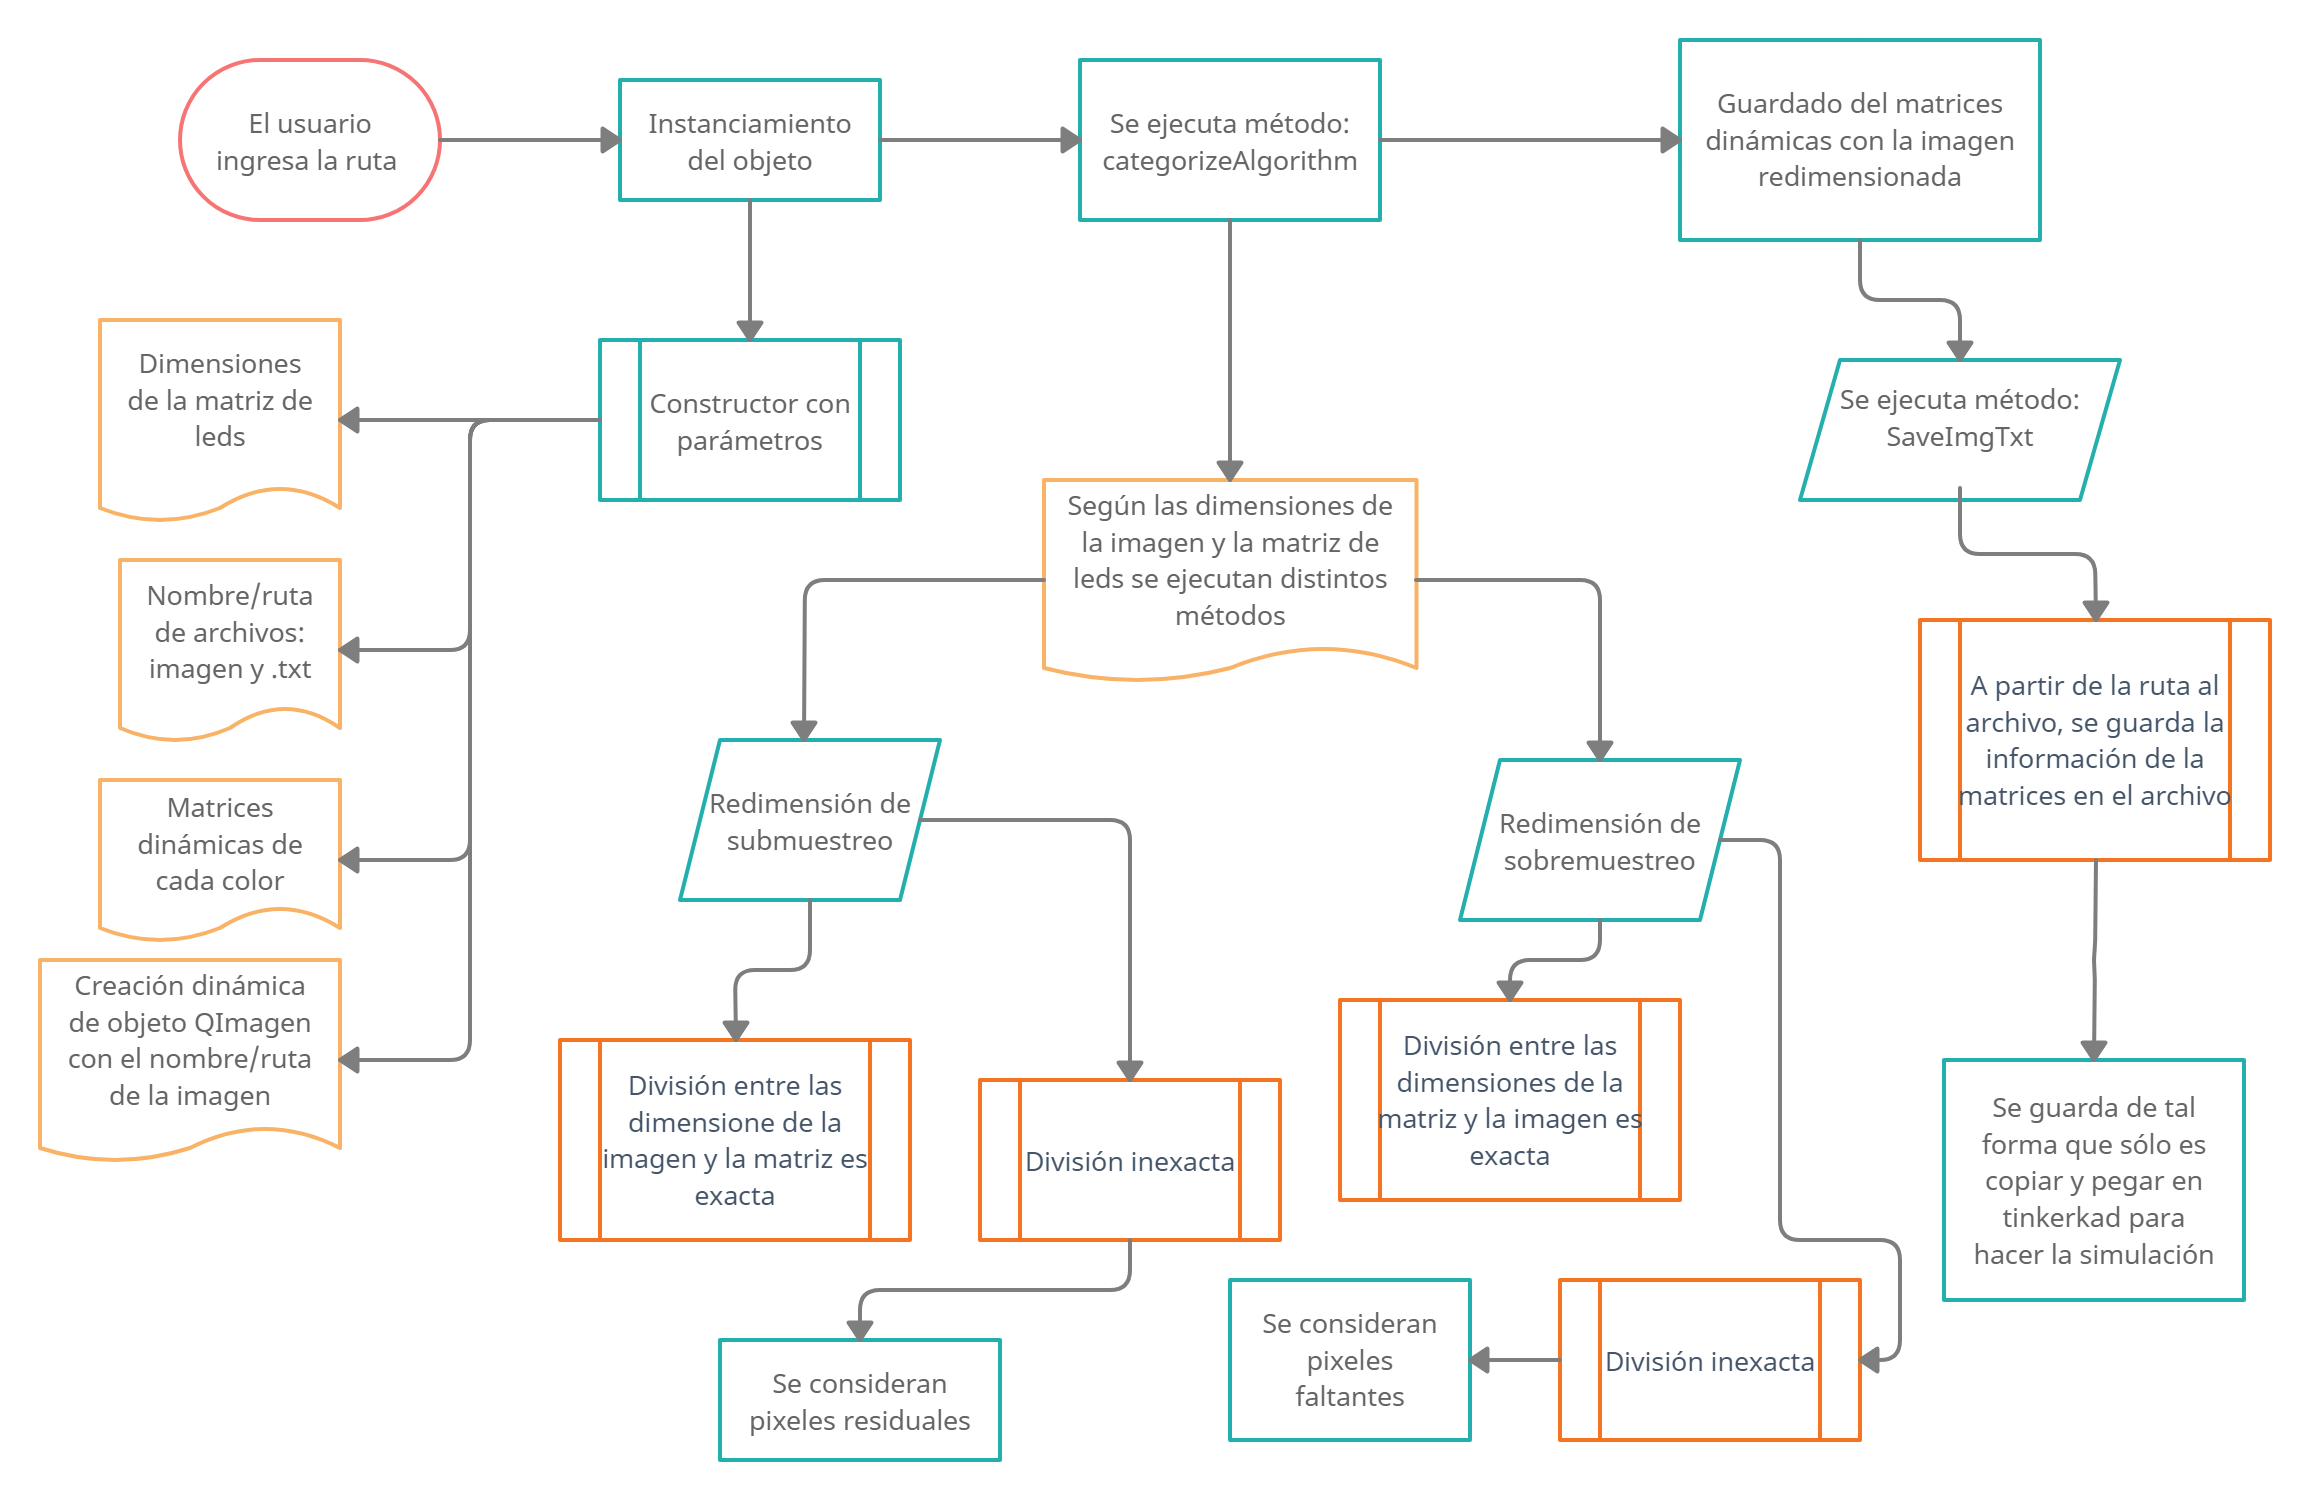 El usuario
ingresa la ruta
Instanciamiento
del objeto
Se ejecuta método:
categorizeAlgorithm
Guardado del matrices
dinámicas con la imagen
redimensionada
Dimensiones
de la matriz de
leds
Constructor con
parámetros
Se ejecuta método:
SaveImgTxt
Según las dimensiones de
la imagen y la matriz de
leds se ejecutan distintos
métodos
Nombre/ruta
de archivos:
imagen y .txt
A partir de la ruta al
archivo, se guarda la
información de la
matrices en el archivo
Matrices
dinámicas de
cada color
Redimensión de
submuestreo
Redimensión de
sobremuestreo
Creación dinámica
de objeto QImagen
con el nombre/ruta
de la imagen
División entre las
dimensione de la
imagen y la matriz es
exacta
División inexacta
División entre las
dimensiones de la
matriz y la imagen es
exacta
Se guarda de tal
forma que sólo es
copiar y pegar en
tinkerkad para
hacer la simulación
Se consideran
pixeles residuales
Se consideran
pixeles
faltantes
División inexacta